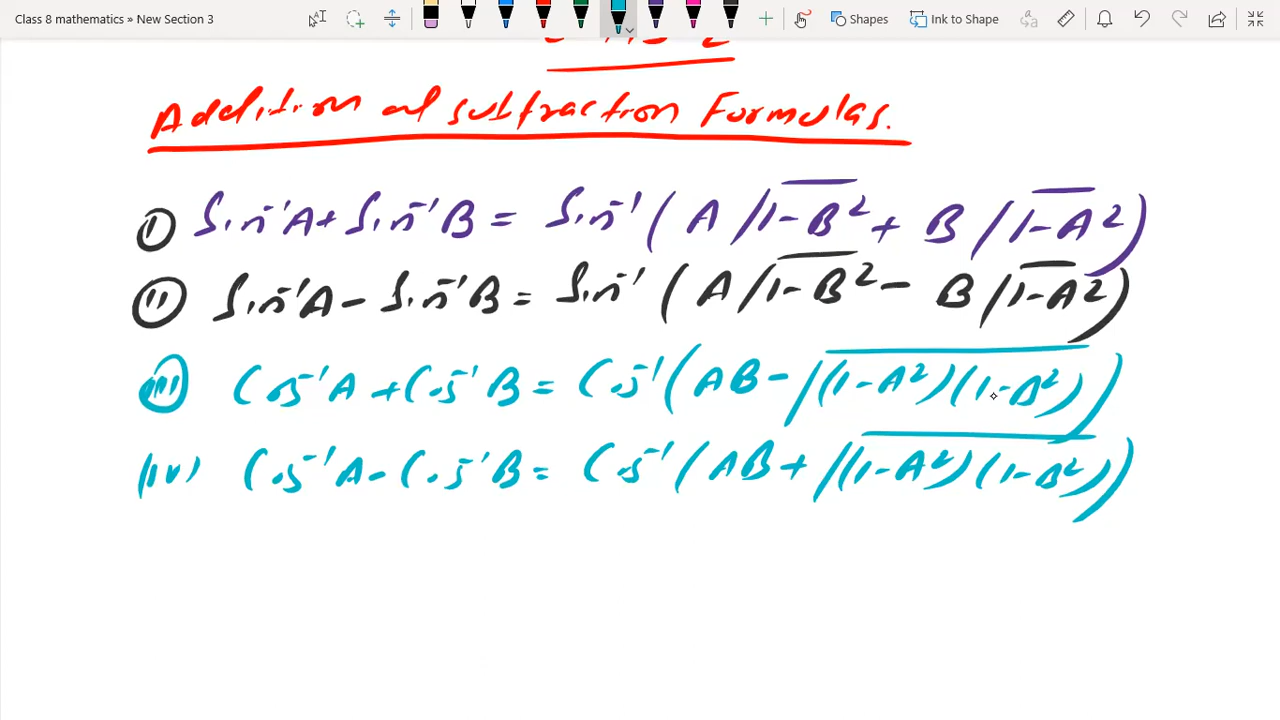 Class 8 mathematics » New Section 3
Shapes Ink to Shape
Addition and subtraction Formulas.
(i) Sin⁻¹A + Sin⁻¹B = Sin⁻¹(A√(1-B²) + B√(1-A²))
(ii) Sin⁻¹A - Sin⁻¹B = Sin⁻¹(A√(1-B²) - B√(1-A²))
(iii) Cos⁻¹A + Cos⁻¹B = Cos⁻¹(AB - √((1-A²)(1-B²)))
(iv) Cos⁻¹A - Cos⁻¹B = Cos⁻¹(AB + √((1-A²)(1-B²)))